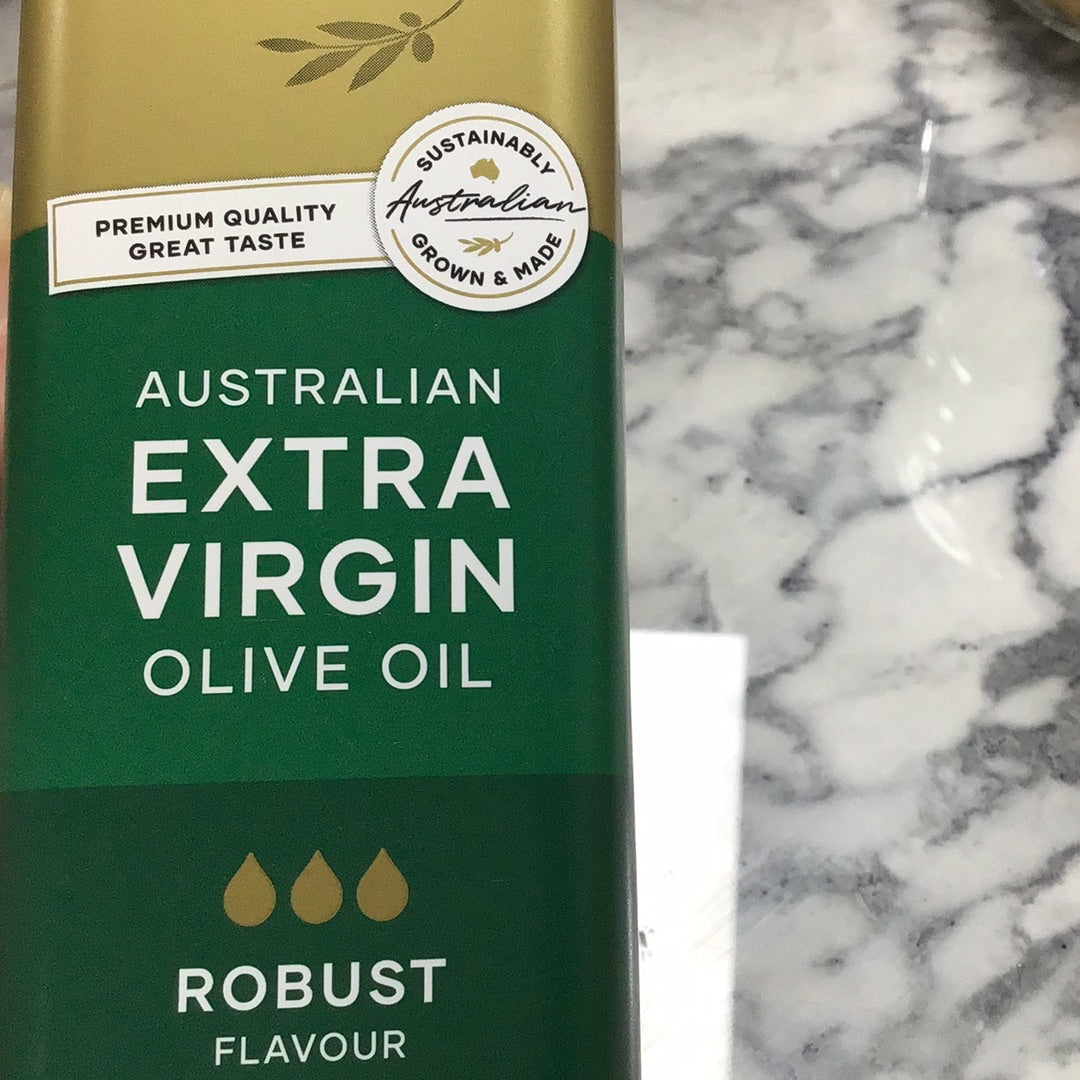 PREMIUM QUALITY
GREAT TASTE
SUSTAINABLY
Australian
GROWN & MADE
AUSTRALIAN
EXTRA
VIRGIN
OLIVE OIL
ROBUST
FLAVOUR